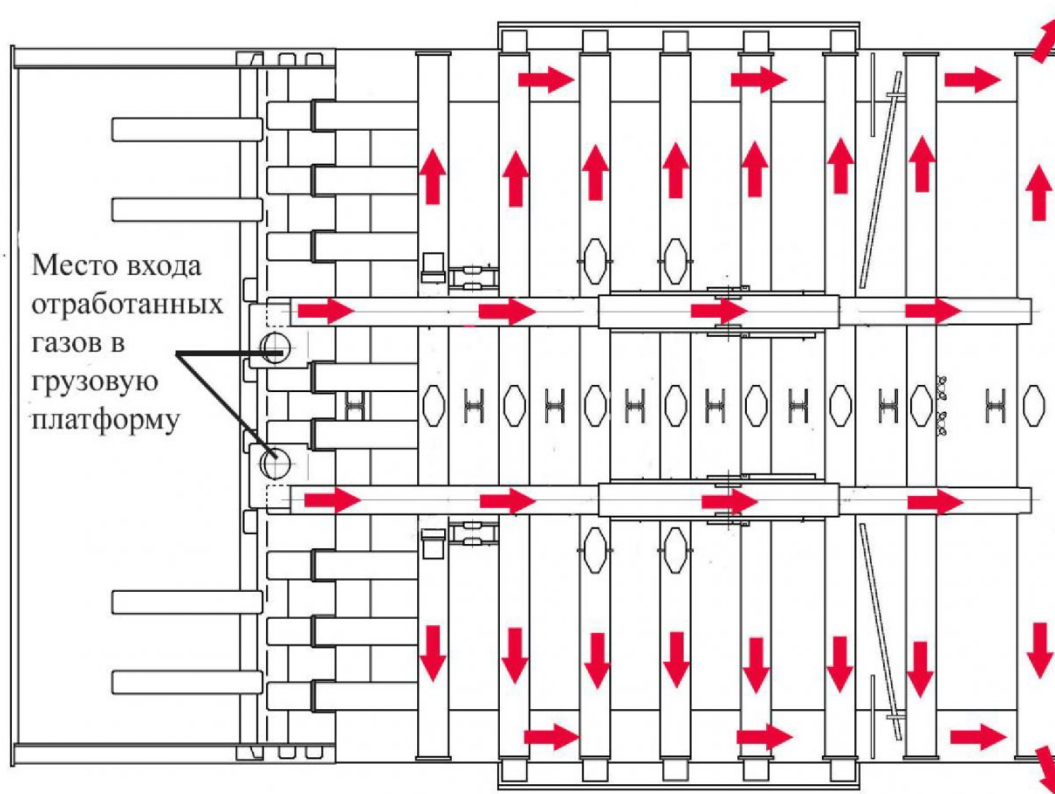 Место входа
отработанных
газов в
грузовую
платформу